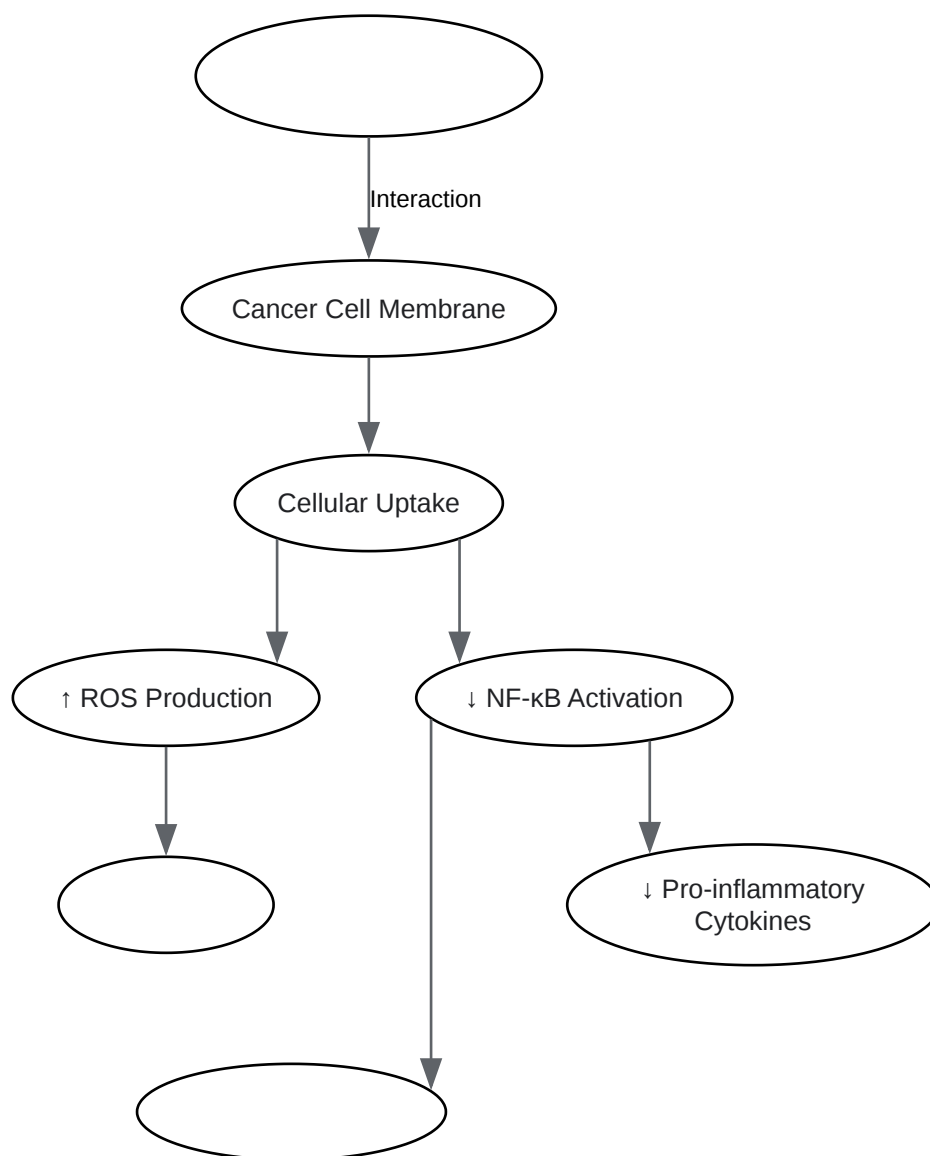 Interaction
Cancer Cell Membrane
Cellular Uptake
↑ ROS Production
↓ NF-κB Activation
↓ Pro-inflammatory
Cytokines